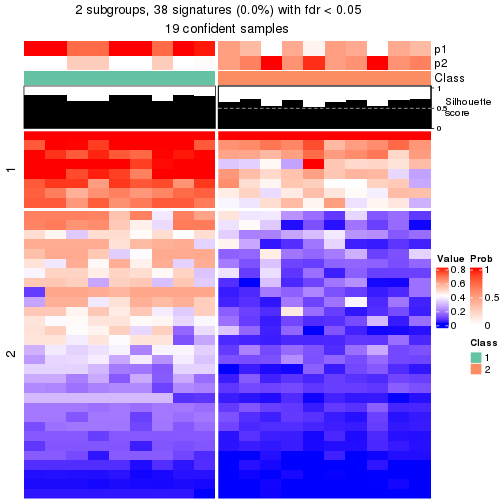 2 subgroups, 38 signatures (0.0%) with fdr < 0.05
19 confident samples
p1
p2
Class
1
Silhouette
0.5
score
0
1
2
Value Prob
0.8 1
0.6
0.4 0.5
0.2
0 0
Class
1
2